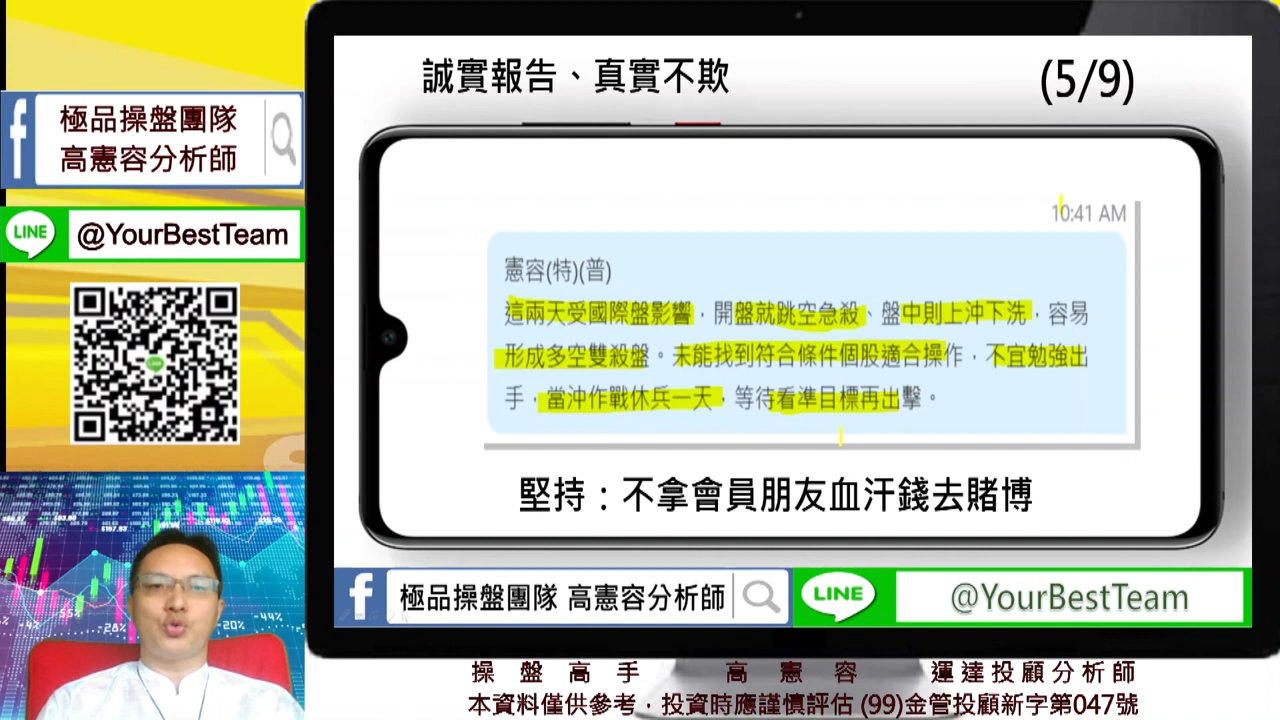 極品操盤團隊
高憲容分析師
LINE
@YourBestTeam
誠實報告、真實不欺
(5/9)
10:41 AM
憲容(特)(普)
這兩天受國際盤影響，開盤就跳空急殺、盤中則上沖下洗，容易
形成多空雙殺盤。未能找到符合條件個股適合操作，不宜勉強出
手，當沖作戰休兵一天，等待看準目標再出擊。
堅持：不拿會員朋友血汗錢去賭博
極品操盤團隊 高憲容分析師
LINE
@YourBestTeam
操盤高手 高憲容 運達投顧分析師
本資料僅供參考，投資時應謹慎評估 (99)金管投顧新字第047號
-28%
-20%
-44%